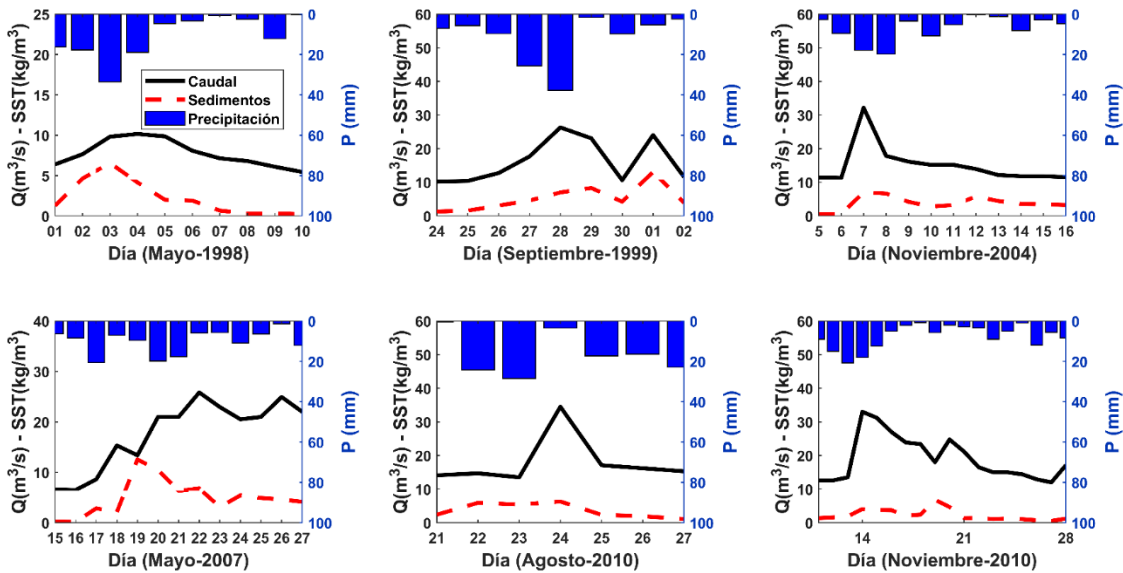 25 0
20 20
15 40
10 60
5 80
0 100
Q(m³/s) - SST(kg/m³)
P (mm)
Caudal
Sedimentos
Precipitación
01 02 03 04 05 06 07 08 09 10
Día (Mayo-1998)
60 0
50 20
40 40
30 60
20 80
10
0 100
Q(m³/s) - SST(kg/m³)
P (mm)
24 25 26 27 28 29 30 01 02
Día (Septiembre-1999)
60 0
50 20
40 40
30 60
20 80
10
0 100
Q(m³/s) - SST(kg/m³)
P (mm)
5 6 7 8 9 10 11 12 13 14 15 16
Día (Noviembre-2004)
40 0
30 20
20 40
10 60
80
0 100
Q(m³/s) - SST(kg/m³)
P (mm)
15 16 17 18 19 20 21 22 23 24 25 26 27
Día (Mayo-2007)
60 0
50 20
40 40
30 60
20 80
10
0 100
Q(m³/s) - SST(kg/m³)
P (mm)
21 22 23 24 25 26 27
Día (Agosto-2010)
60 0
50 20
40 40
30 60
20 80
10
0 100
Q(m³/s) - SST(kg/m³)
P (mm)
14 21 28
Día (Noviembre-2010)